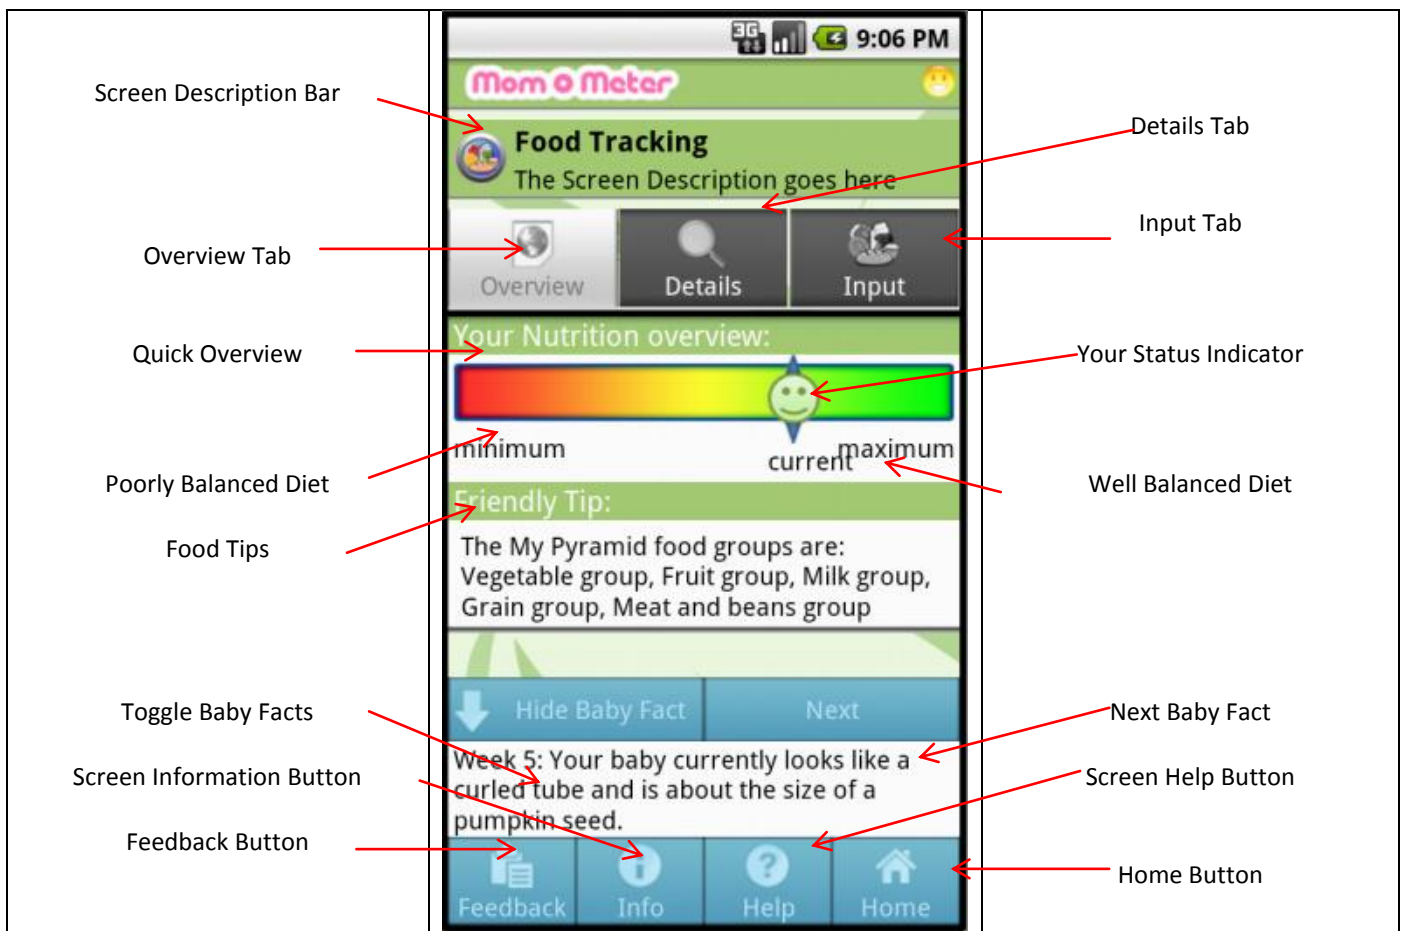 Screen Description Bar
Overview Tab
Quick Overview
Poorly Balanced Diet
Food Tips
Toggle Baby Facts
Screen Information Button
Feedback Button
3G 9:06 PM
Mom o Meter
Food Tracking
The Screen Description goes here
Overview Details Input
Your Nutrition overview:
minimum current maximum
Friendly Tip:
The My Pyramid food groups are:
Vegetable group, Fruit group, Milk group,
Grain group, Meat and beans group
Hide Baby Fact Next
Week 5: Your baby currently looks like a
curled tube and is about the size of a
pumpkin seed.
Feedback Info Help Home
Details Tab
Input Tab
Your Status Indicator
Well Balanced Diet
Next Baby Fact
Screen Help Button
Home Button